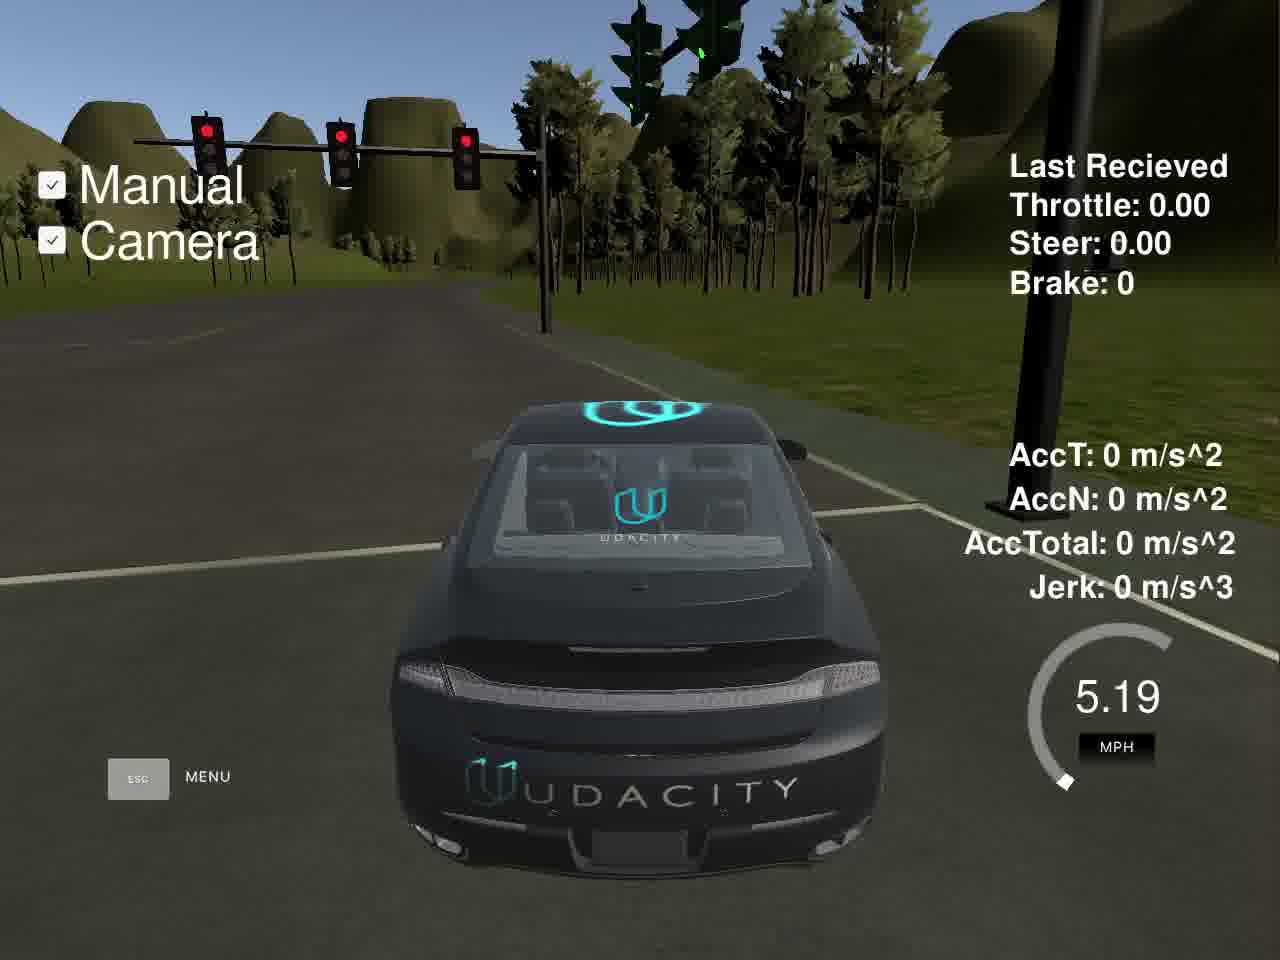 Manual
Camera
Last Recieved
Throttle: 0.00
Steer: 0.00
Brake: 0
AccT: 0 m/s^2
AccN: 0 m/s^2
AccTotal: 0 m/s^2
Jerk: 0 m/s^3
UDACITY
5.19
MPH
ESC MENU
UDACITY